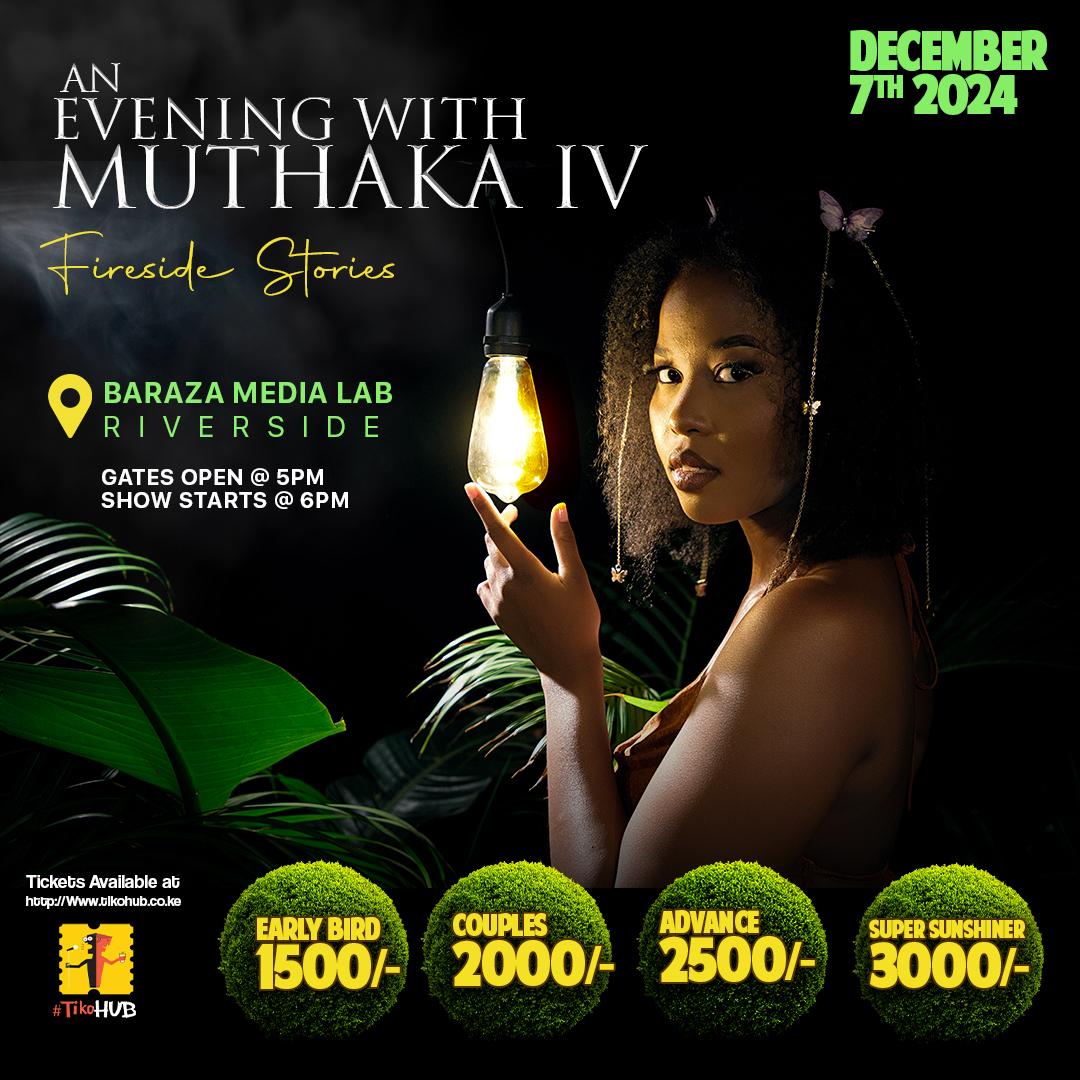 AN
EVENING WITH
MUTHAKA IV
Fireside Stories
DECEMBER
7TH 2024
BARAZA MEDIA LAB
RIVERSIDE
GATES OPEN @ 5PM
SHOW STARTS @ 6PM
Tickets Available at
http://Www.tikohub.co.ke
#TikoHUB
EARLY BIRD
1500/-
COUPLES
2000/-
ADVANCE
2500/-
SUPER SUNSHINER
3000/-